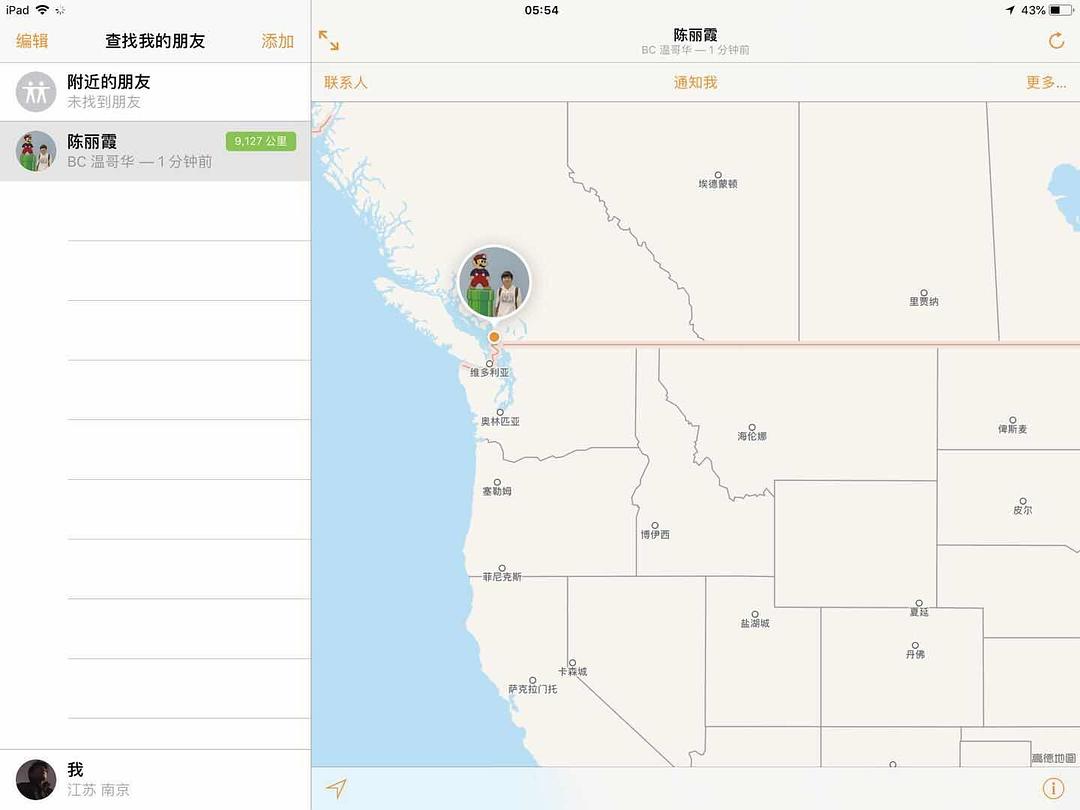 iPad
05:54
43%
编辑
查找我的朋友
添加
附近的朋友
未找到朋友
陈丽霞
9,127 公里
BC 温哥华 — 1 分钟前
我
江苏 南京
陈丽霞
BC 温哥华 — 1 分钟前
联系人
通知我
更多...
埃德蒙顿
里贾纳
维多利亚
奥林匹亚
海伦娜
俾斯麦
塞勒姆
皮尔
博伊西
菲尼克斯
夏延
盐湖城
丹佛
卡森城
萨克拉门托
高德地图